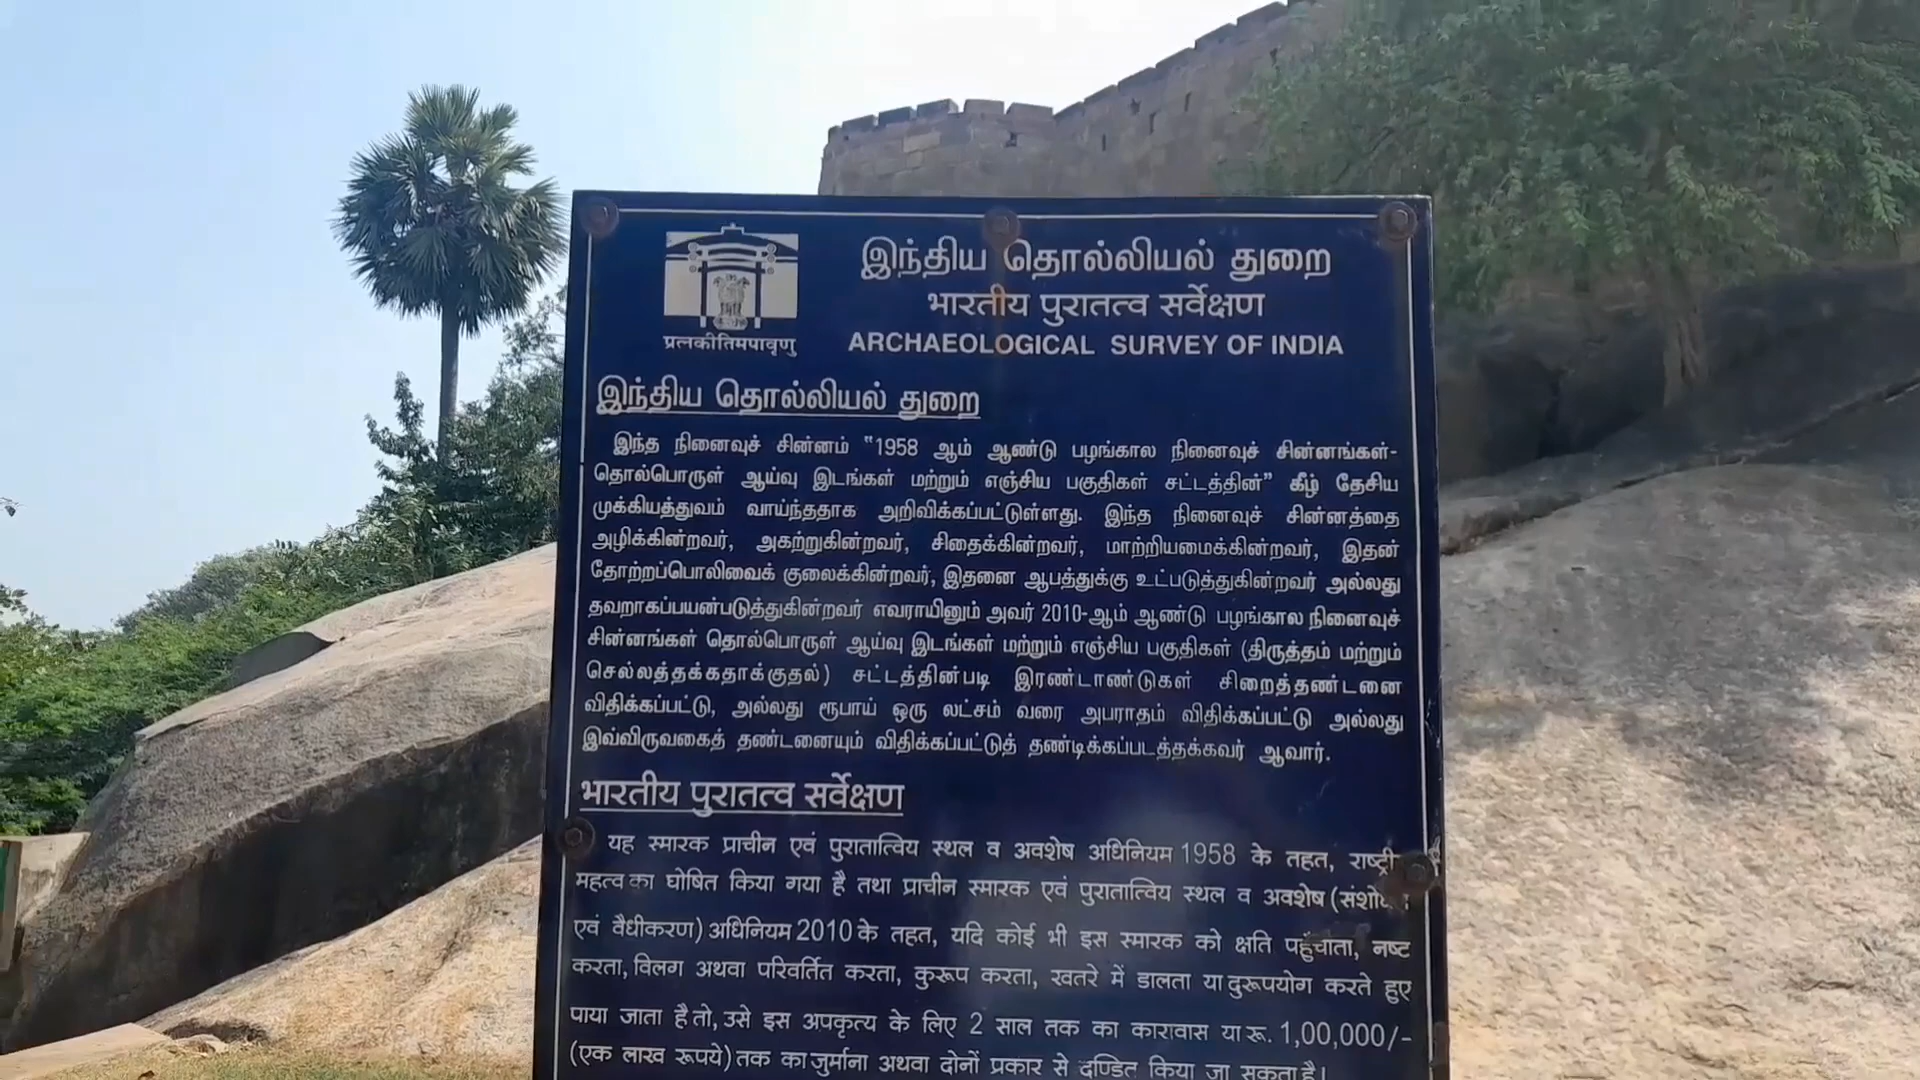 இந்திய தொல்லியல் துறை
भारतीय पुरातत्व सर्वेक्षण
ARCHAEOLOGICAL SURVEY OF INDIA
प्रत्नकीर्तिमपावृणु
இந்திய தொல்லியல் துறை
இந்த நினைவுச் சின்னம் "1958 ஆம் ஆண்டு பழங்கால நினைவுச் சின்னங்கள்-
தொல்பொருள் ஆய்வு இடங்கள் மற்றும் எஞ்சிய பகுதிகள் சட்டத்தின்" கீழ் தேசிய
முக்கியத்துவம் வாய்ந்ததாக அறிவிக்கப்பட்டுள்ளது. இந்த நினைவுச் சின்னத்தை
அழிக்கின்றவர், அகற்றுகின்றவர், சிதைக்கின்றவர், மாற்றியமைக்கின்றவர், இதன்
தோற்றப்பொலிவைக் குலைக்கின்றவர், இதனை ஆபத்துக்கு உட்படுத்துகின்றவர் அல்லது
தவறாகப்பயன்படுத்துகின்றவர் எவராயினும் அவர் 2010-ஆம் ஆண்டு பழங்கால நினைவுச்
சின்னங்கள் தொல்பொருள் ஆய்வு இடங்கள் மற்றும் எஞ்சிய பகுதிகள் (திருத்தம் மற்றும்
செல்லத்தக்கதாக்குதல்) சட்டத்தின்படி இரண்டாண்டுகள் சிறைத்தண்டனை
விதிக்கப்பட்டு, அல்லது ரூபாய் ஒரு லட்சம் வரை அபராதம் விதிக்கப்பட்டு அல்லது
இவ்விருவகைத் தண்டனையும் விதிக்கப்பட்டுத் தண்டிக்கப்படத்தக்கவர் ஆவார்.
भारतीय पुरातत्व सर्वेक्षण
यह स्मारक प्राचीन एवं पुरातात्विय स्थल व अवशेष अधिनियम 1958 के तहत,
महत्व का घोषित किया गया है तथा प्राचीन स्मारक एवं पुरातात्विय स्थल व अवशेष
एवं वैधीकरण) अधिनियम 2010 के तहत, यदि कोई भी इस स्मारक को क्षति पहुँचाता, नष्ट
करता, विलग अथवा परिवर्तित करता, कुरूप करता, खतरे में डालता या दुरूपयोग करते हुए
पाया जाता है तो, उसे इस अपकृत्य के लिए 2 साल तक का कारावास या रू. 1,00,000/-
(एक लाख रूपये) तक का जुर्माना अथवा दोनों प्रकार से दण्डित किया जा सकता है।